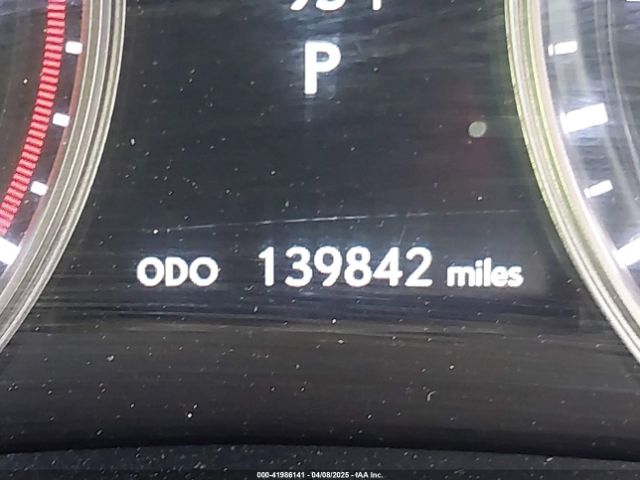 P
ODO 139842 miles
000-41986141 - 04/08/2025 - IAA Inc.